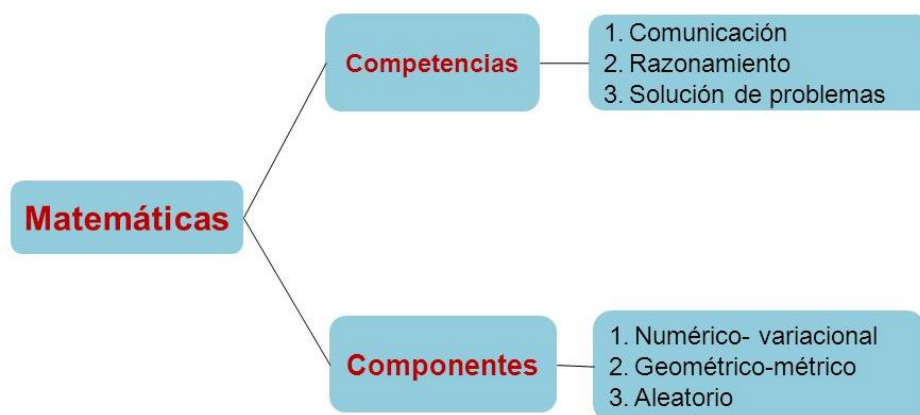 Competencias
1. Comunicación
2. Razonamiento
3. Solución de problemas
Matemáticas
Componentes
1. Numérico- variacional
2. Geométrico-métrico
3. Aleatorio